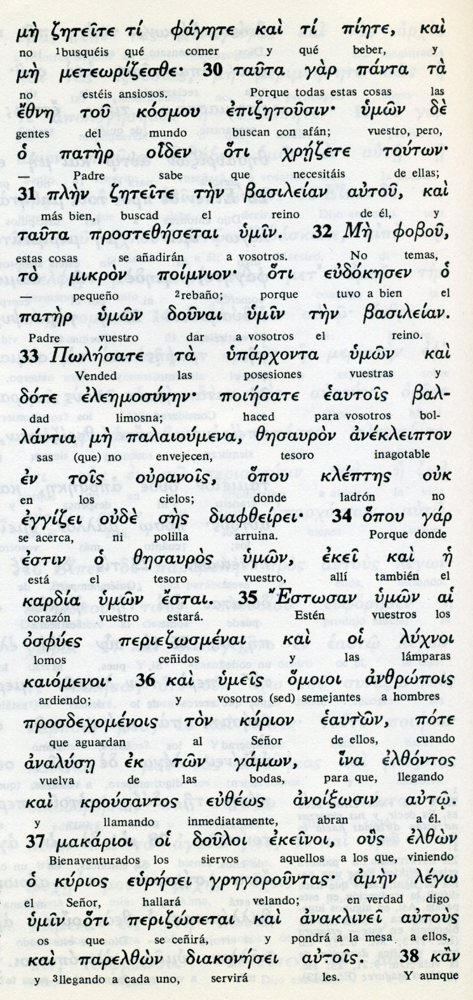 μὴ ζητεῖτε τί φάγητε καὶ τί πίητε, καὶ
no ¹busquéis qué comer y qué beber,
μὴ μετεωρίζεσθε· 30 ταῦτα γὰρ πάντα τὰ
no estéis ansiosos. Porque todas estas cosas las
ἔθνη τοῦ κόσμου ἐπιζητοῦσιν· ὑμῶν δὲ
gentes del mundo buscan con afán; vuestro, pero,
ὁ πατὴρ οἶδεν ὅτι χρῄζετε τούτων·
— Padre sabe que necesitáis de ellas;
31 πλὴν ζητεῖτε τὴν βασιλείαν αὐτοῦ, καὶ
más bien, buscad el reino de él, y
ταῦτα προστεθήσεται ὑμῖν. 32 Μὴ φοβοῦ,
estas cosas se añadirán a vosotros. No temas,
τὸ μικρὸν ποίμνιον· ὅτι εὐδόκησεν ὁ
— pequeño ²rebaño; porque tuvo a bien el
πατὴρ ὑμῶν δοῦναι ὑμῖν τὴν βασιλείαν.
Padre vuestro dar a vosotros el reino.
33 Πωλήσατε τὰ ὑπάρχοντα ὑμῶν καὶ
Vended las posesiones vuestras y
δότε ἐλεημοσύνην· ποιήσατε ἑαυτοῖς βαλ-
dad limosna; haced para vosotros bol-
λάντια μὴ παλαιούμενα, θησαυρὸν ἀνέκλειπτον
sas (que) no envejecen, tesoro inagotable
ἐν τοῖς οὐρανοῖς, ὅπου κλέπτης οὐκ
en los cielos; donde ladrón no
ἐγγίζει οὐδὲ σὴς διαφθείρει· 34 ὅπου γάρ
se acerca, ni polilla arruina. Porque donde
ἐστιν ὁ θησαυρὸς ὑμῶν, ἐκεῖ καὶ ἡ
está el tesoro vuestro, allí también el
καρδία ὑμῶν ἔσται. 35 Ἔστωσαν ὑμῶν αἱ
corazón vuestro estará. Estén vuestros los
ὀσφύες περιεζωσμέναι καὶ οἱ λύχνοι
lomos ceñidos y las lámparas
καιόμενοι· 36 καὶ ὑμεῖς ὅμοιοι ἀνθρώποις
ardiendo; y vosotros (sed) semejantes a hombres
προσδεχομένοις τὸν κύριον ἑαυτῶν, πότε
que aguardan al Señor de ellos, cuando
ἀναλύσῃ ἐκ τῶν γάμων, ἵνα ἐλθόντος
vuelva de las bodas, para que, llegando
καὶ κρούσαντος εὐθέως ἀνοίξωσιν αὐτῷ.
y llamando inmediatamente, abran a él.
37 μακάριοι οἱ δοῦλοι ἐκεῖνοι, οὓς ἐλθὼν
Bienaventurados los siervos aquellos a los que, viniendo
ὁ κύριος εὑρήσει γρηγοροῦντας· ἀμὴν λέγω
el Señor, hallará velando; en verdad digo
ὑμῖν ὅτι περιζώσεται καὶ ἀνακλινεῖ αὐτοὺς
os que se ceñirá, y pondrá a la mesa a ellos,
καὶ παρελθὼν διακονήσει αὐτοῖς. 38 κἂν
y ³llegando a cada uno, servirá les. Y aunque